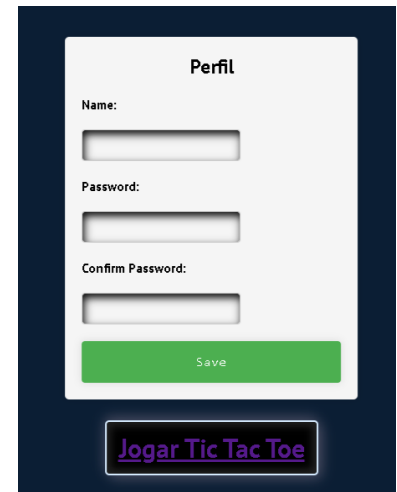 Perfil
Name:
Password:
Confirm Password:
Save
Jogar Tic Tac Toe